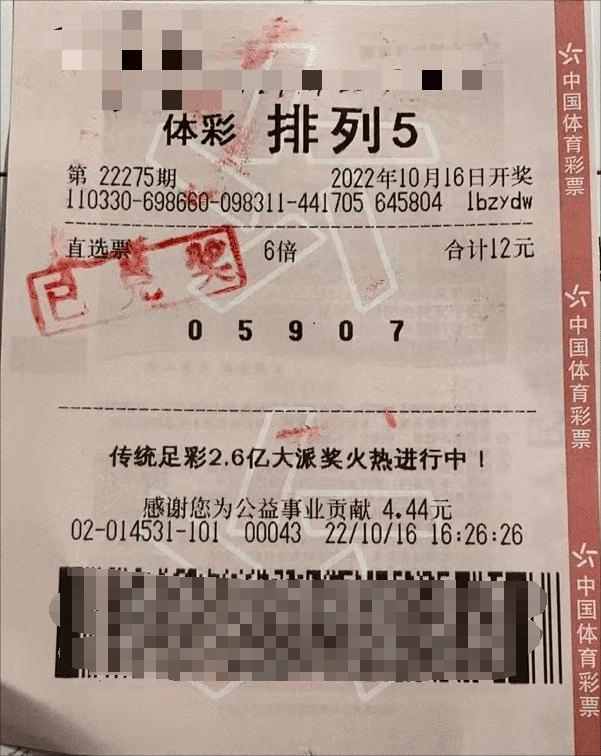 体彩 排列5
第 22275期 2022年10月16日开奖
110330-698660-098311-441705 645804 lbzydw
直选票 6倍 合计12元
已兑奖
0 5 9 0 7
传统足彩2.6亿大派奖火热进行中！
感谢您为公益事业贡献 4.44元
02-014531-101 00043 22/10/16 16:26:26
中国体育彩票
中国体育彩票
中国体育彩票